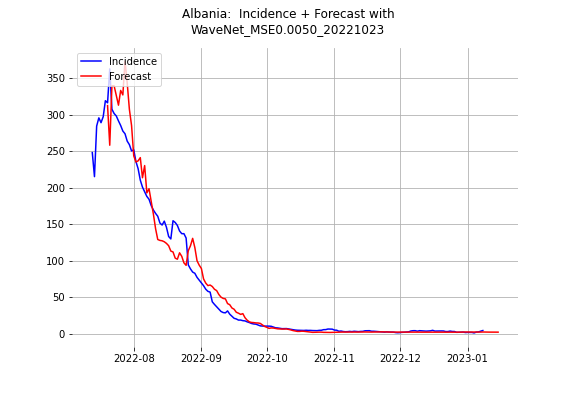 Albania:  Incidence + Forecast with
WaveNet_MSE0.0050_20221023
Incidence
Forecast
350
300
250
200
150
100
50
0
2022-08 2022-09 2022-10 2022-11 2022-12 2023-01